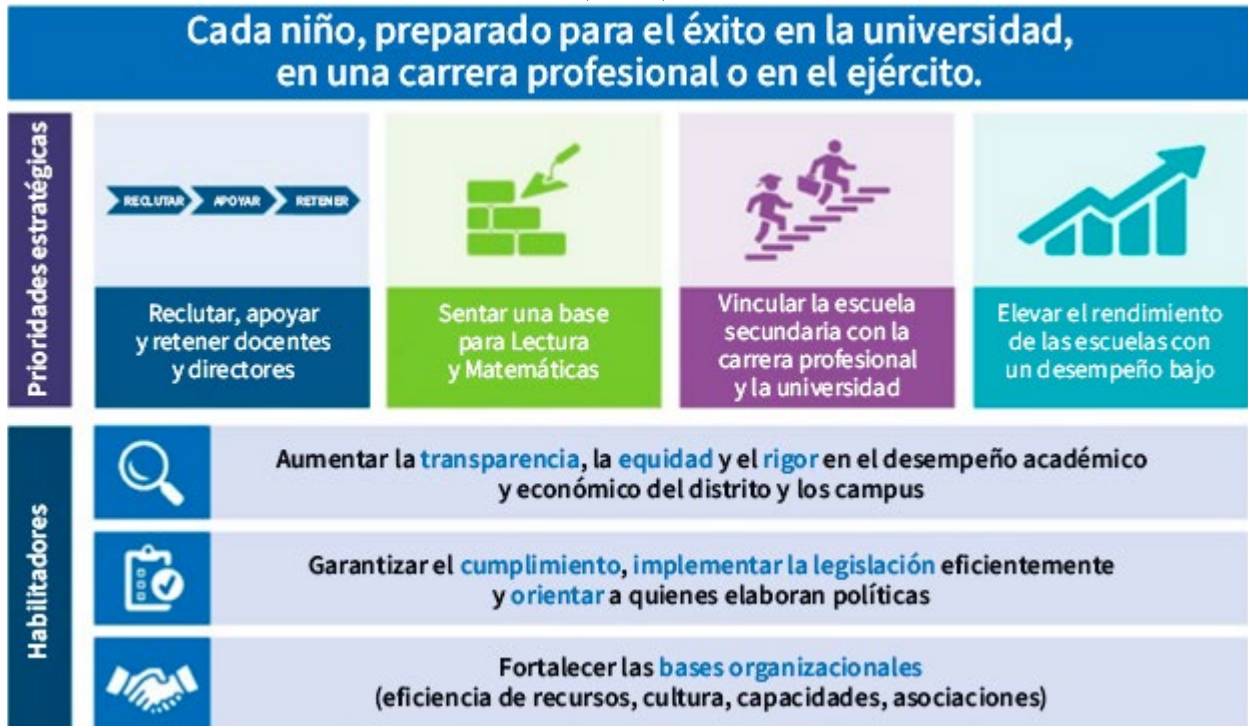 Cada niño, preparado para el éxito en la universidad,
en una carrera profesional o en el ejército.
Prioridades estratégicas
RECLUTAR APOYAR RETENER
Reclutar, apoyar
y retener docentes
y directores
Sentar una base
para Lectura
y Matemáticas
Vincular la escuela
secundaria con la
carrera profesional
y la universidad
Elevar el rendimiento
de las escuelas con
un desempeño bajo
Habilitadores
Aumentar la transparencia, la equidad y el rigor en el desempeño académico
y económico del distrito y los campus
Garantizar el cumplimiento, implementar la legislación eficientemente
y orientar a quienes elaboran políticas
Fortalecer las bases organizacionales
(eficiencia de recursos, cultura, capacidades, asociaciones)